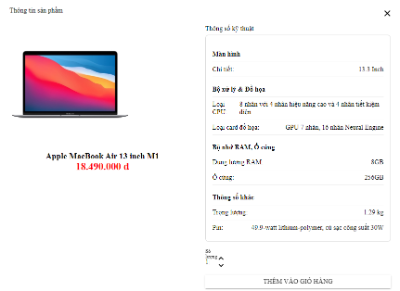 Thông tin sản phẩm
Apple MacBook Air 13 inch M1
18.490.000 đ
Thông số kỹ thuật
Màn hình
Chi tiết: 13.3 Inch
Bộ xử lý & Đồ họa
Loại CPU: 8 nhân với 4 nhân hiệu năng cao và 4 nhân tiết kiệm điện
Loại card đồ họa: GPU 7 nhân, 16 nhân Neural Engine
Bộ nhớ RAM, Ổ cứng
Dung lượng RAM 8GB
Ổ cứng: 256GB
Thông số khác
Trọng lượng 1.29 kg
Pin: 49.9-watt lithium-polymer, củ sạc công suất 30W
Số lượng
THÊM VÀO GIỎ HÀNG